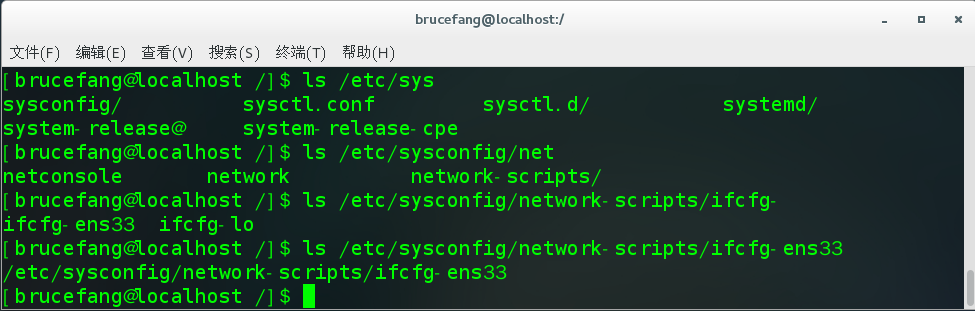 brucefang@localhost:/
文件(F) 编辑(E) 查看(V) 搜索(S) 终端(T) 帮助(H)
[brucefang@localhost /]$ ls /etc/sys
sysconfig/ sysctl.conf sysctl.d/ systemd/
system-release@ system-release-cpe
[brucefang@localhost /]$ ls /etc/sysconfig/net
netconsole network network-scripts/
[brucefang@localhost /]$ ls /etc/sysconfig/network-scripts/ifcfg-
ifcfg-ens33 ifcfg-lo
[brucefang@localhost /]$ ls /etc/sysconfig/network-scripts/ifcfg-ens33
/etc/sysconfig/network-scripts/ifcfg-ens33
[brucefang@localhost /]$